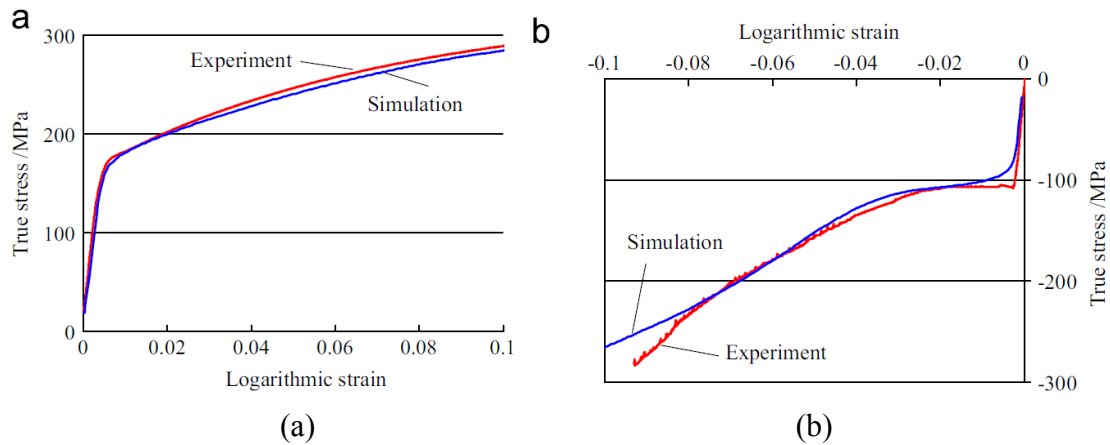 a
300
200
100
0
True stress /MPa
Experiment
Simulation
0
0.02
0.04
0.06
0.08
0.1
Logarithmic strain
(a)
b
Logarithmic strain
-0.1
-0.08
-0.06
-0.04
-0.02
0
0
-100
-200
-300
True stress /MPa
Simulation
Experiment
(b)